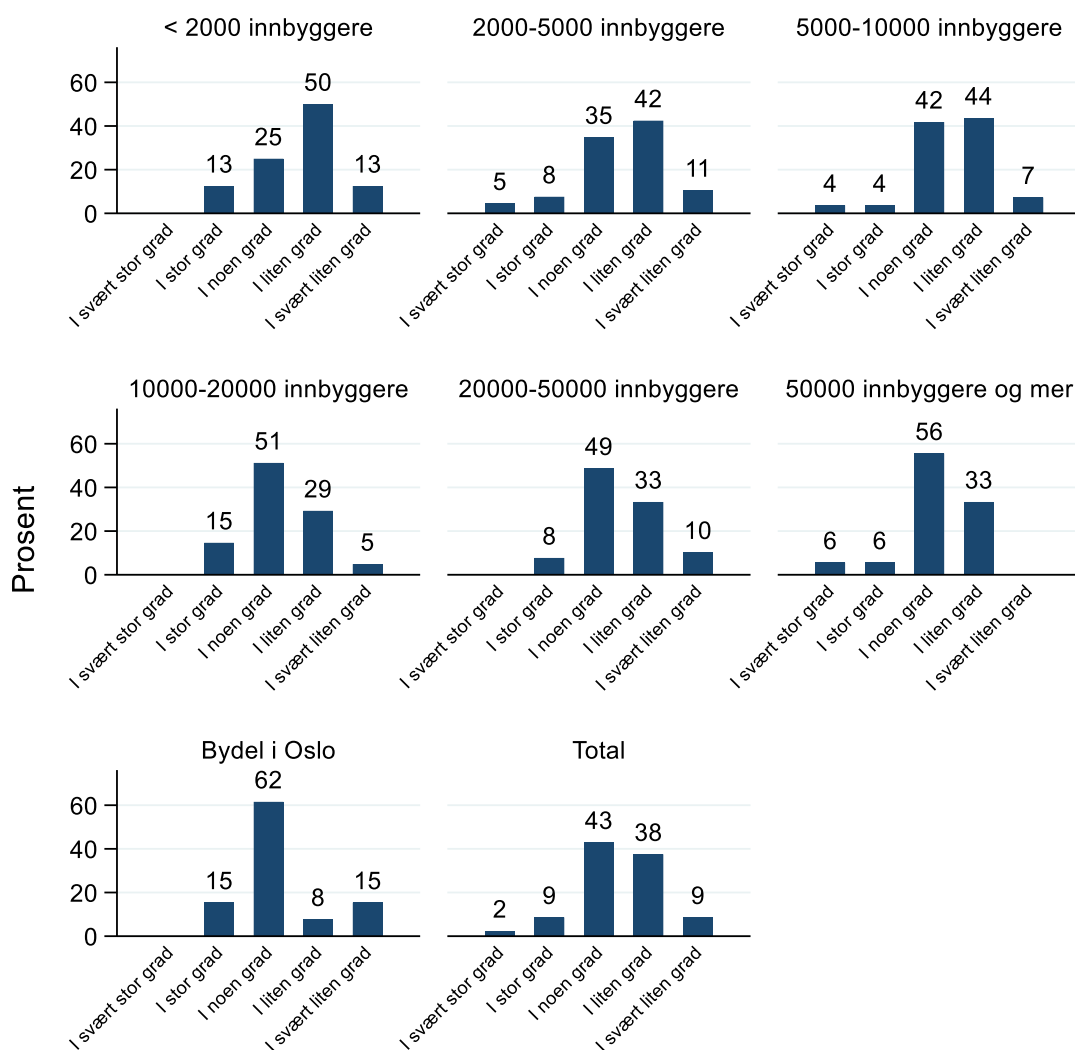 < 2000 innbyggere
2000-5000 innbyggere
5000-10000 innbyggere
60
40
20
0
13
25
50
13
5
8
35
42
11
4
4
42
44
7
I svært stor grad
I stor grad
I noen grad
I liten grad
I svært liten grad
I svært stor grad
I stor grad
I noen grad
I liten grad
I svært liten grad
I svært stor grad
I stor grad
I noen grad
I liten grad
I svært liten grad
Prosent
10000-20000 innbyggere
20000-50000 innbyggere
50000 innbyggere og mer
60
40
20
0
15
51
29
5
8
49
33
10
6
6
56
33
I svært stor grad
I stor grad
I noen grad
I liten grad
I svært liten grad
I svært stor grad
I stor grad
I noen grad
I liten grad
I svært liten grad
I svært stor grad
I stor grad
I noen grad
I liten grad
I svært liten grad
Bydel i Oslo
Total
60
40
20
0
15
62
8
15
2
9
43
38
9
I svært stor grad
I stor grad
I noen grad
I liten grad
I svært liten grad
I svært stor grad
I stor grad
I noen grad
I liten grad
I svært liten grad